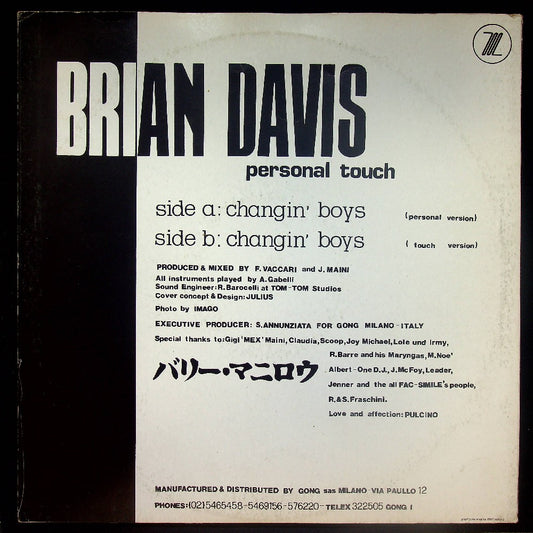 BRIAN DAVIS
personal touch
side a: changin' boys (personal version)
side b: changin' boys ( touch version)
PRODUCED & MIXED BY F. VACCARI and J. MAINI
All instruments played by A. Gabelli
Sound Engineer: R. Barocelli at TOM-TOM Studios
Cover concept & Design: JULIUS
Photo by IMAGO
EXECUTIVE PRODUCER: S. ANNUNZIATA FOR GONG MILANO-ITALY
Special thanks to: Gigi 'MEX' Maini, Claudia, Scoop, Joy Michael, Lole und Irmy,
R. Barre and his Maryngas, M. Noe'
Albert-One D.J., J. McFoy, Leader,
Jenner and the all FAC-SIMILE's people,
R. & S. Fraschini.
Love and affection: PULCINO
バリー・マニロウ
MANUFACTURED & DISTRIBUTED BY GONG sas MILANO VIA PAULLO 12
PHONES: (02) 5465458-5469156-576220-TELEX 322505 GONG I